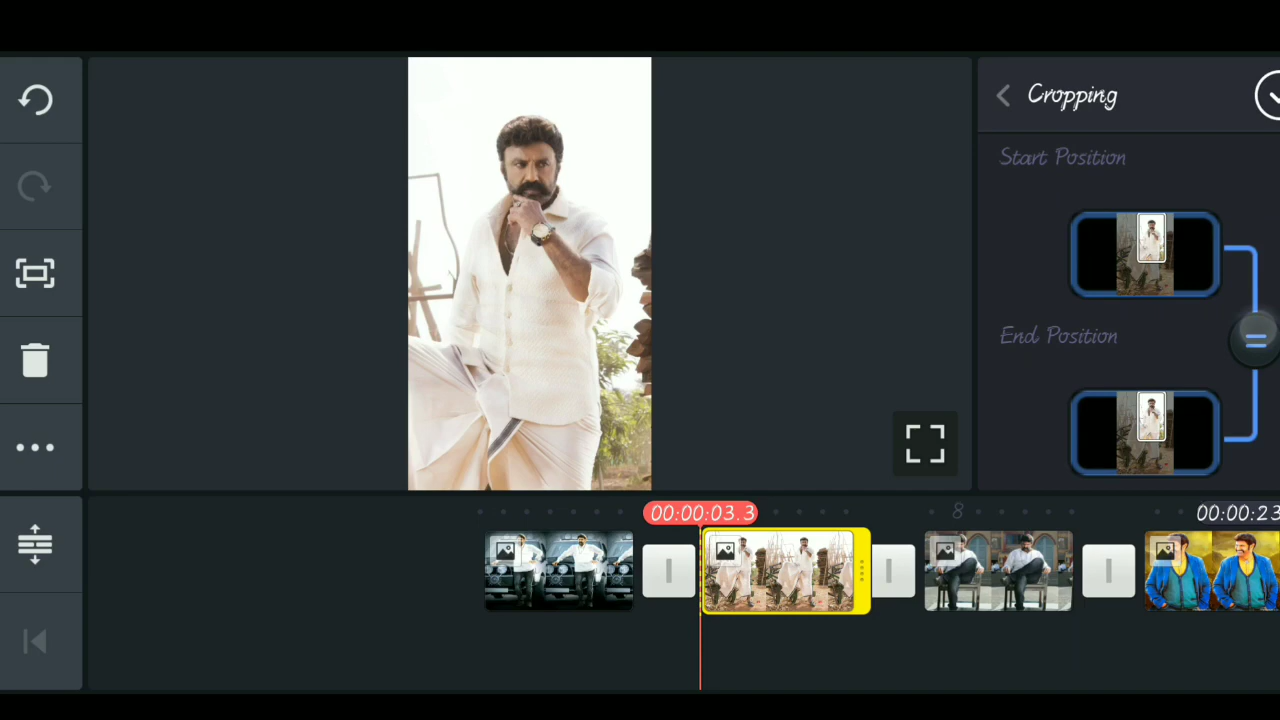 Cropping
Start Position
End Position
00:00:03.3
8
00:00:23